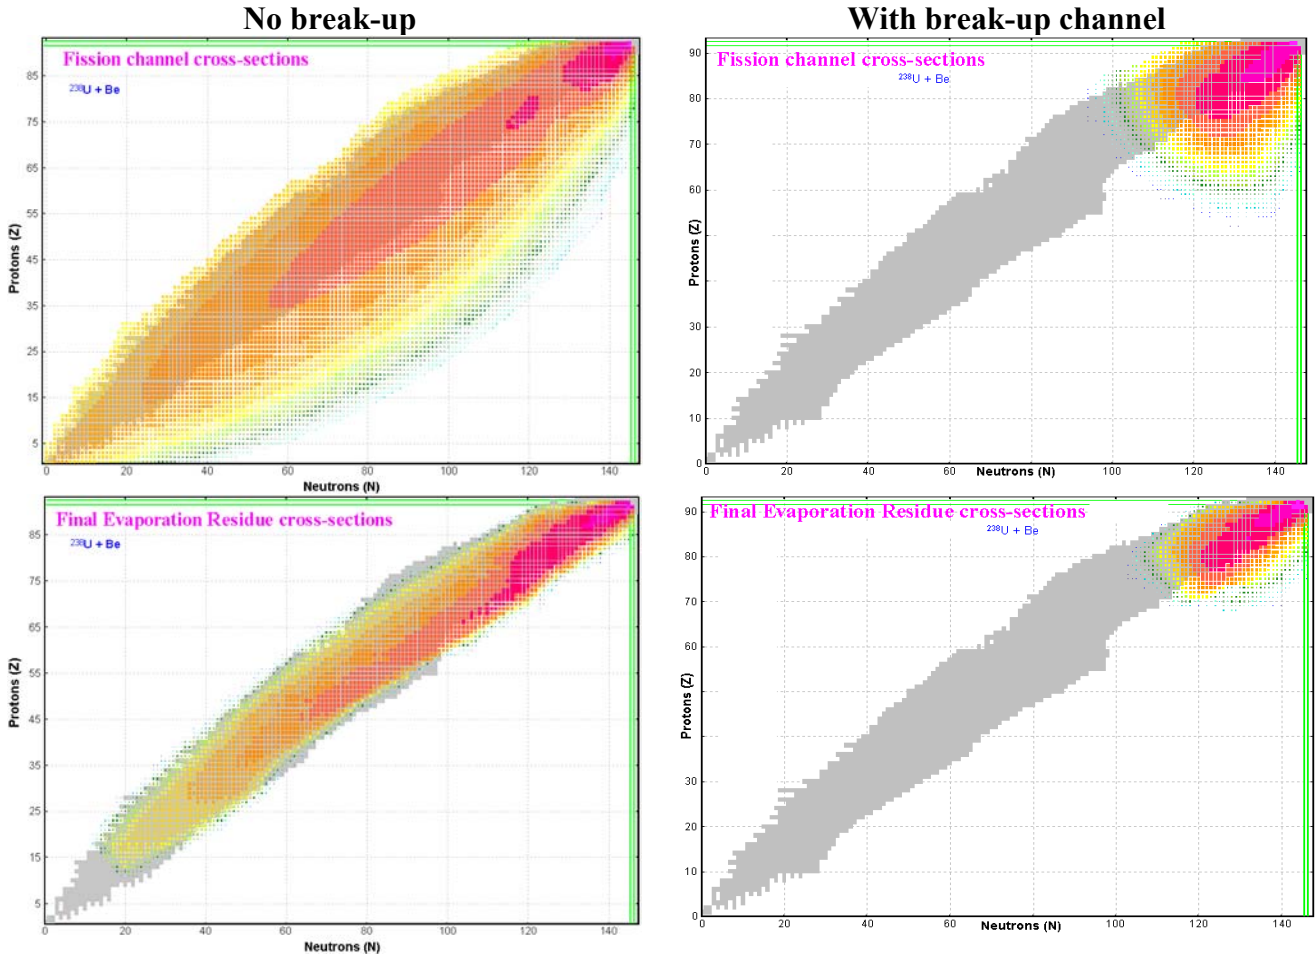 No break-up
With break-up channel
Fission channel cross-sections
²³⁸U + Be
85
75
65
55
45
35
25
15
5
Protons (Z)
0 20 40 60 80 100 120 140
Neutrons (N)
Fission channel cross-sections
²³⁸U + Be
90
80
70
60
50
40
30
20
10
0
Protons (Z)
0 20 40 60 100 120 140
Neutrons (N)
Final Evaporation Residue cross-sections
²³⁸U + Be
85
75
65
55
45
35
25
15
5
Protons (Z)
0 20 40 60 80 100 120 140
Neutrons (N)
Final Evaporation Residue cross-sections
²³⁸U + Be
90
80
70
60
30
20
10
0
Protons (Z)
0 20 40 60 100 120 140
Neutrons (N)